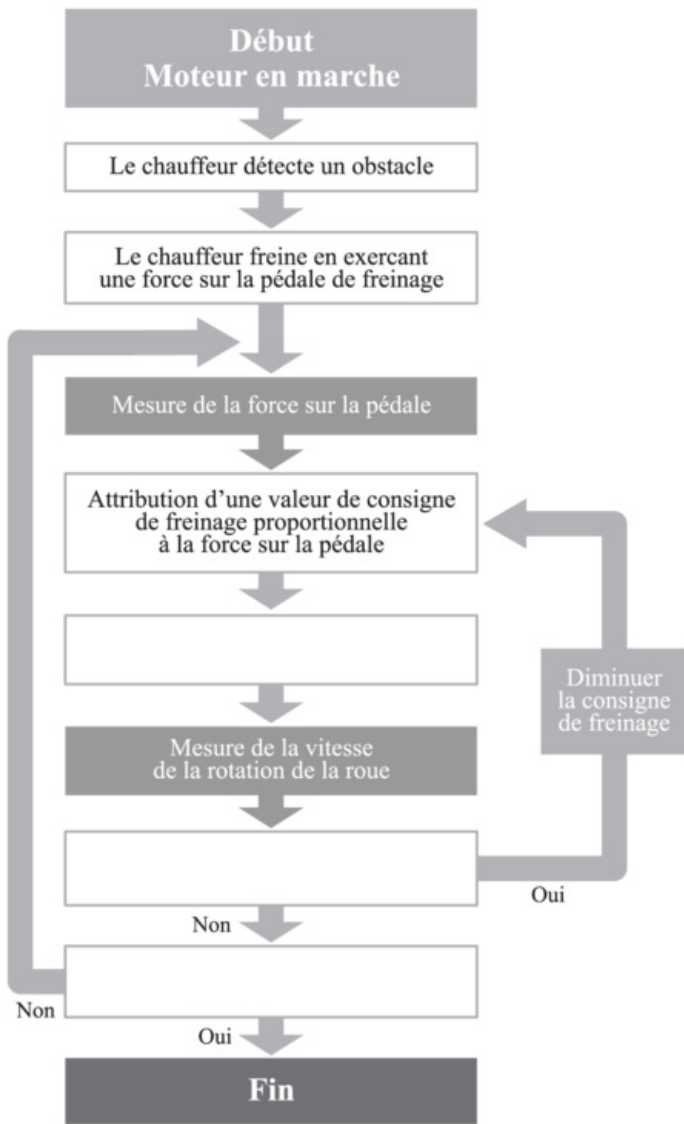 Début
Moteur en marche
Le chauffeur détecte un obstacle
Le chauffeur freine en exercant
une force sur la pédale de freinage
Mesure de la force sur la pédale
Attribution d’une valeur de consigne
de freinage proportionnelle
à la force sur la pédale
Diminuer
la consigne
de freinage
Mesure de la vitesse
de la rotation de la roue
Oui
Non
Non
Oui
Fin